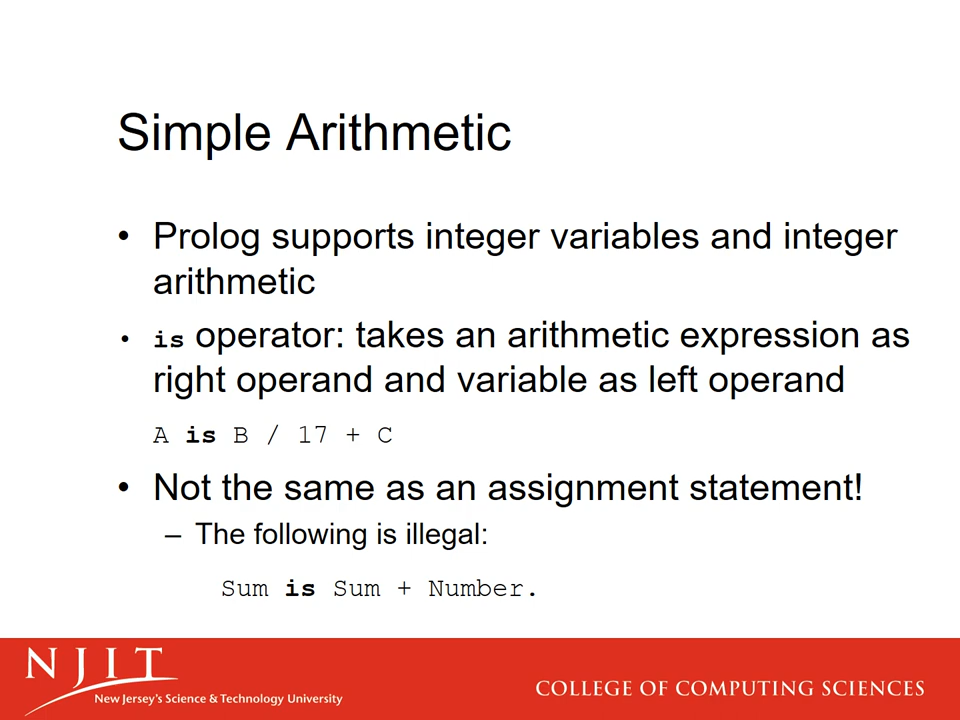 Simple Arithmetic
• Prolog supports integer variables and integer
arithmetic
• is operator: takes an arithmetic expression as
right operand and variable as left operand
A is B / 17 + C
• Not the same as an assignment statement!
– The following is illegal:
Sum is Sum + Number.
NJIT
New Jersey's Science & Technology University
COLLEGE OF COMPUTING SCIENCES